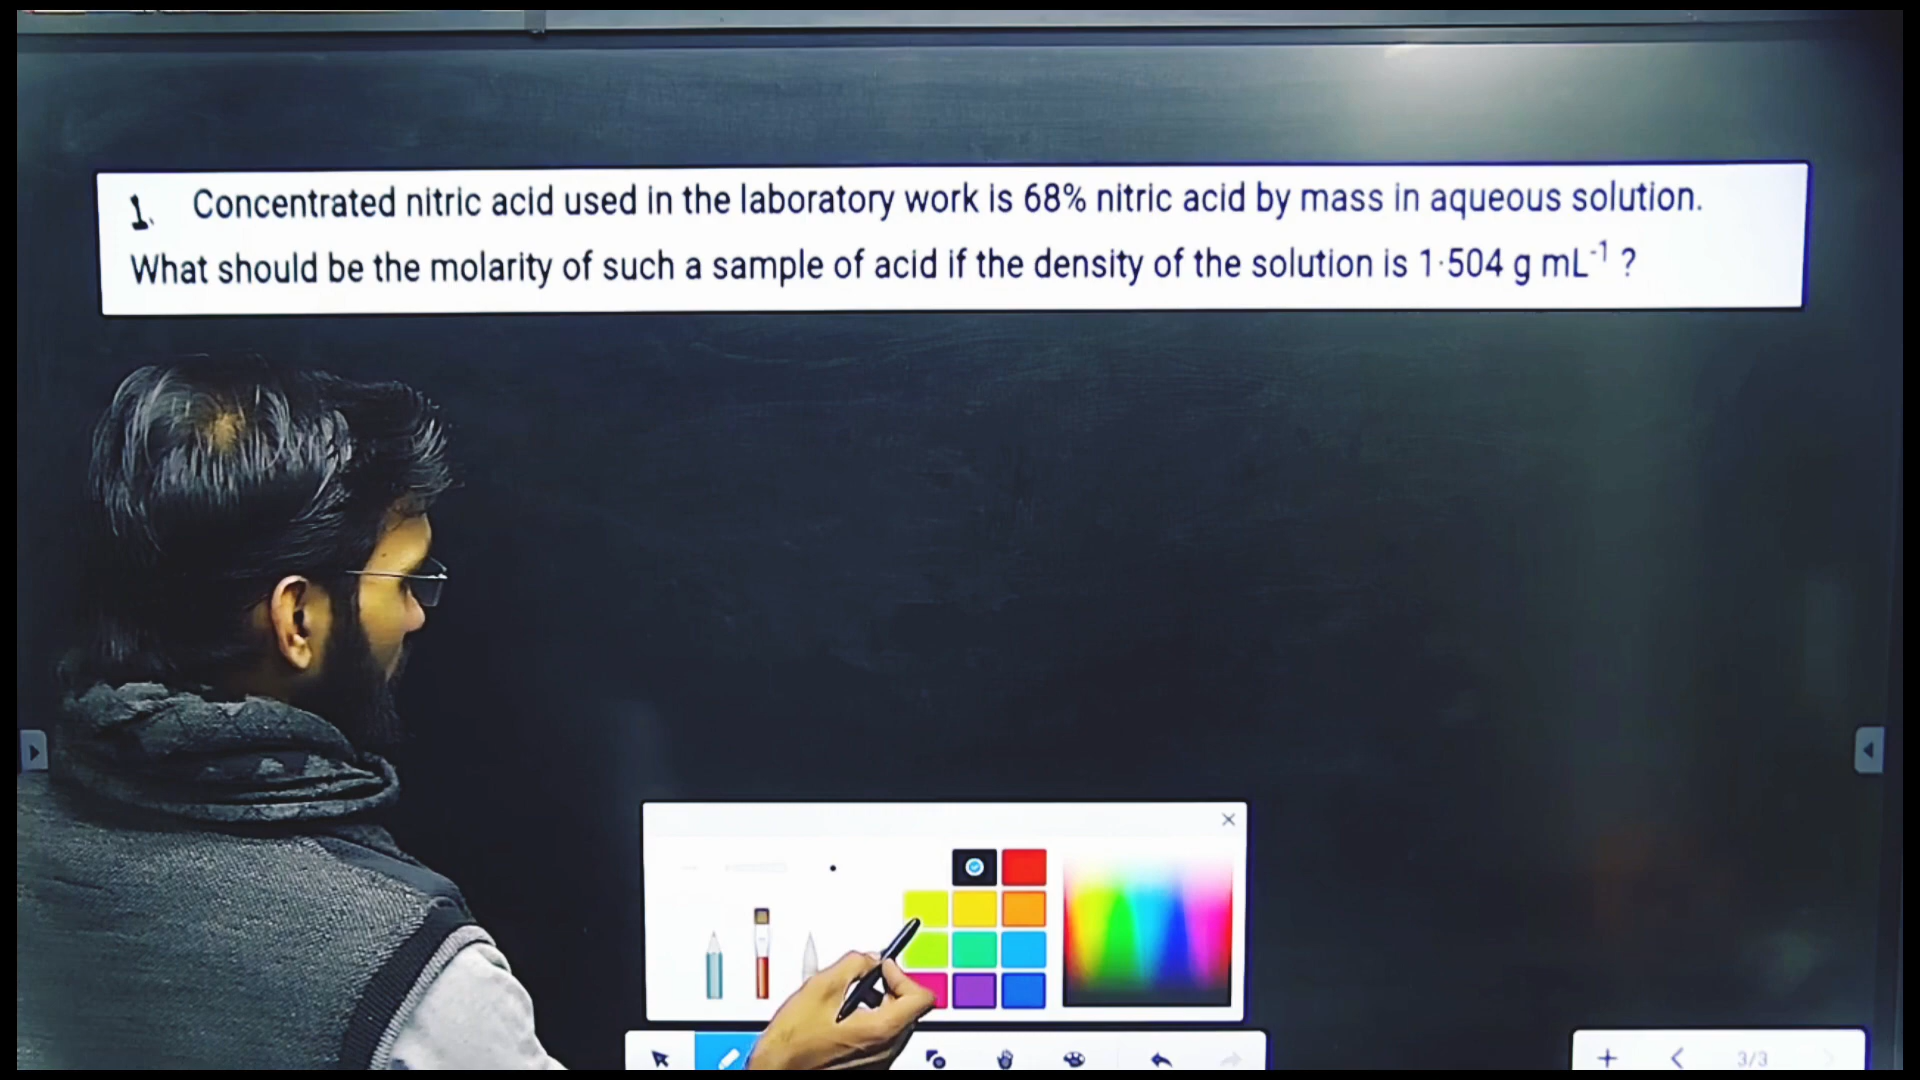 1. Concentrated nitric acid used in the laboratory work is 68% nitric acid by mass in aqueous solution.
What should be the molarity of such a sample of acid if the density of the solution is 1·504 g mL⁻¹ ?
3/3